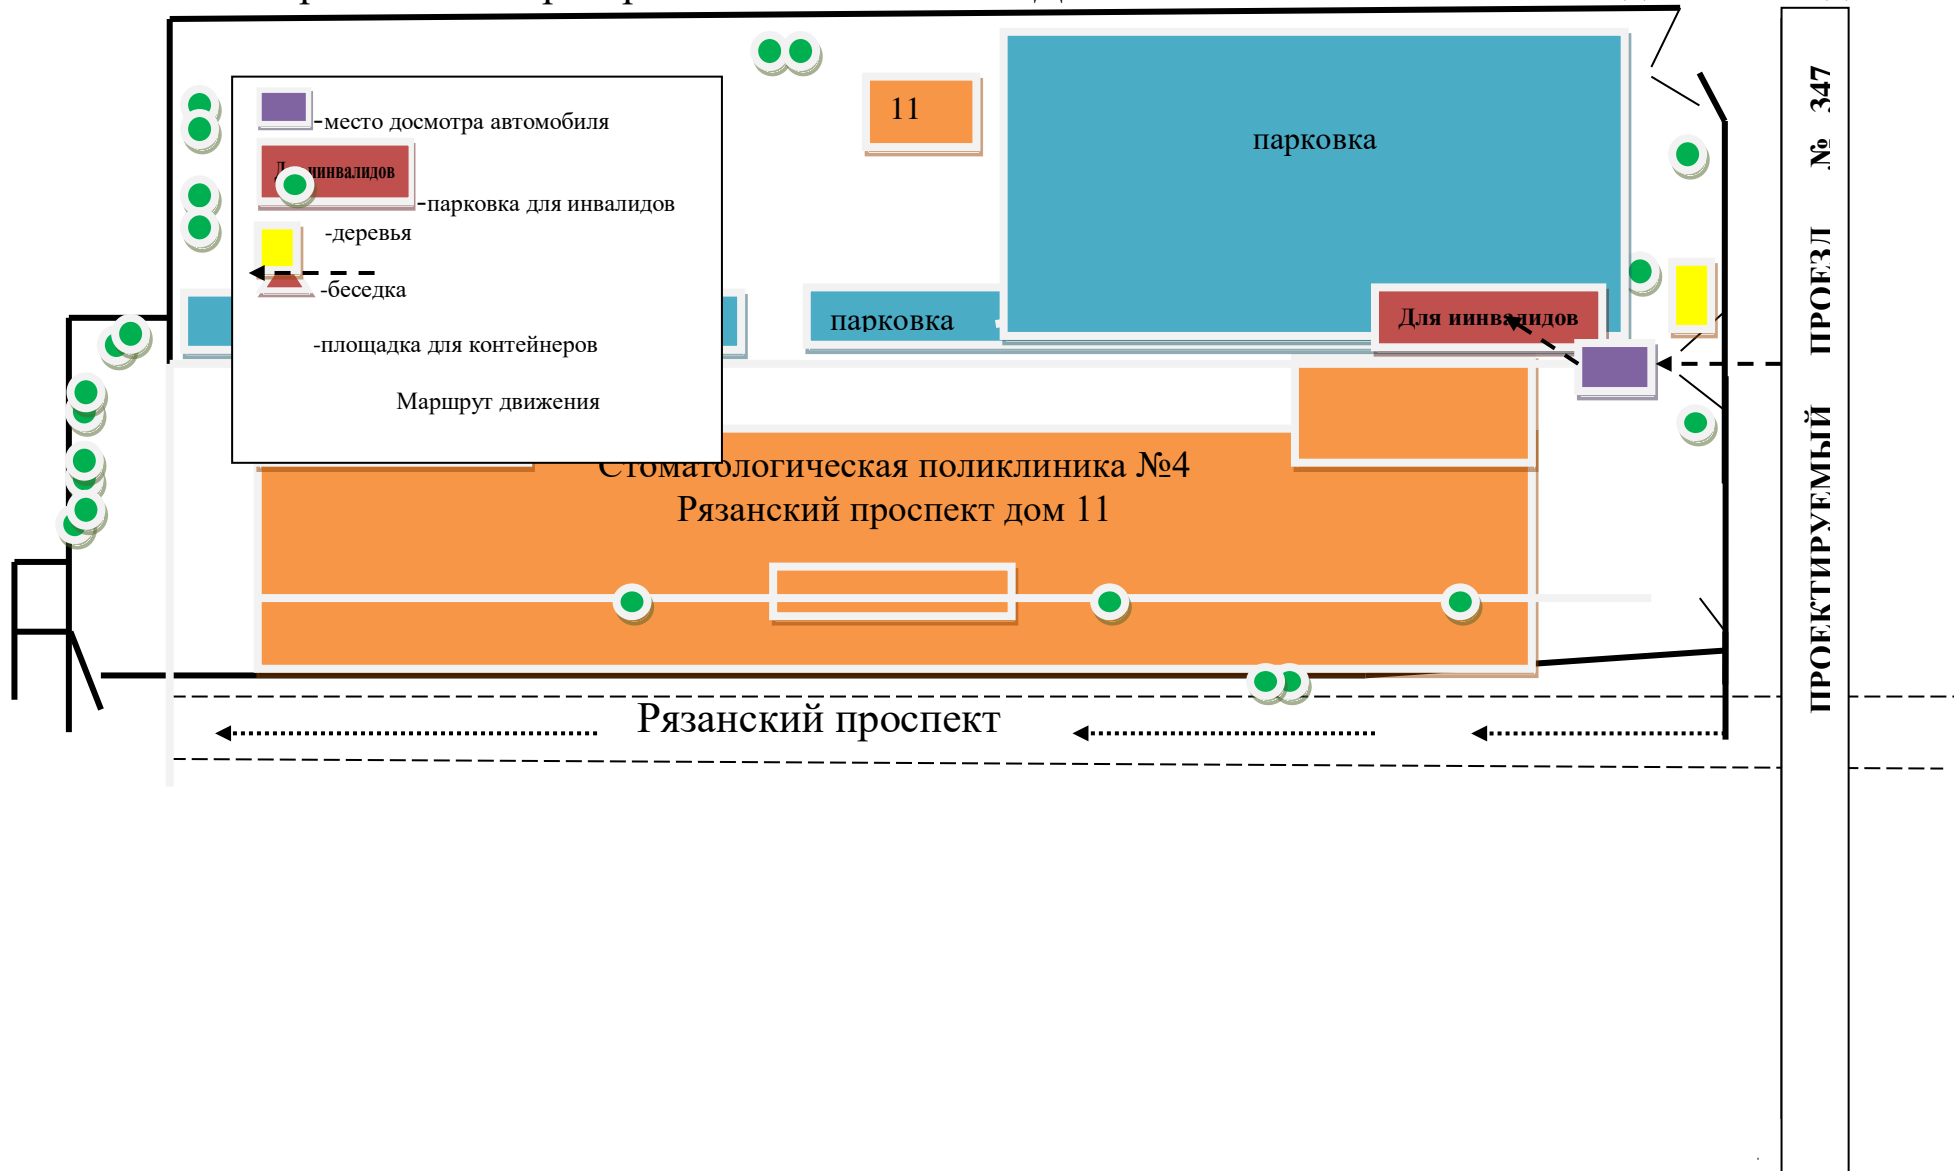 11
парковка
-место досмотра автомобиля
инвалидов
-парковка для инвалидов
-деревья
-беседка
-площадка для контейнеров
Маршрут движения
парковка
Для иинвалидов
Стоматологическая поликлиника №4
Рязанский проспект дом 11
Рязанский проспект
ПРОЕКТИРУЕМЫЙ ПРОЕЗД № 347